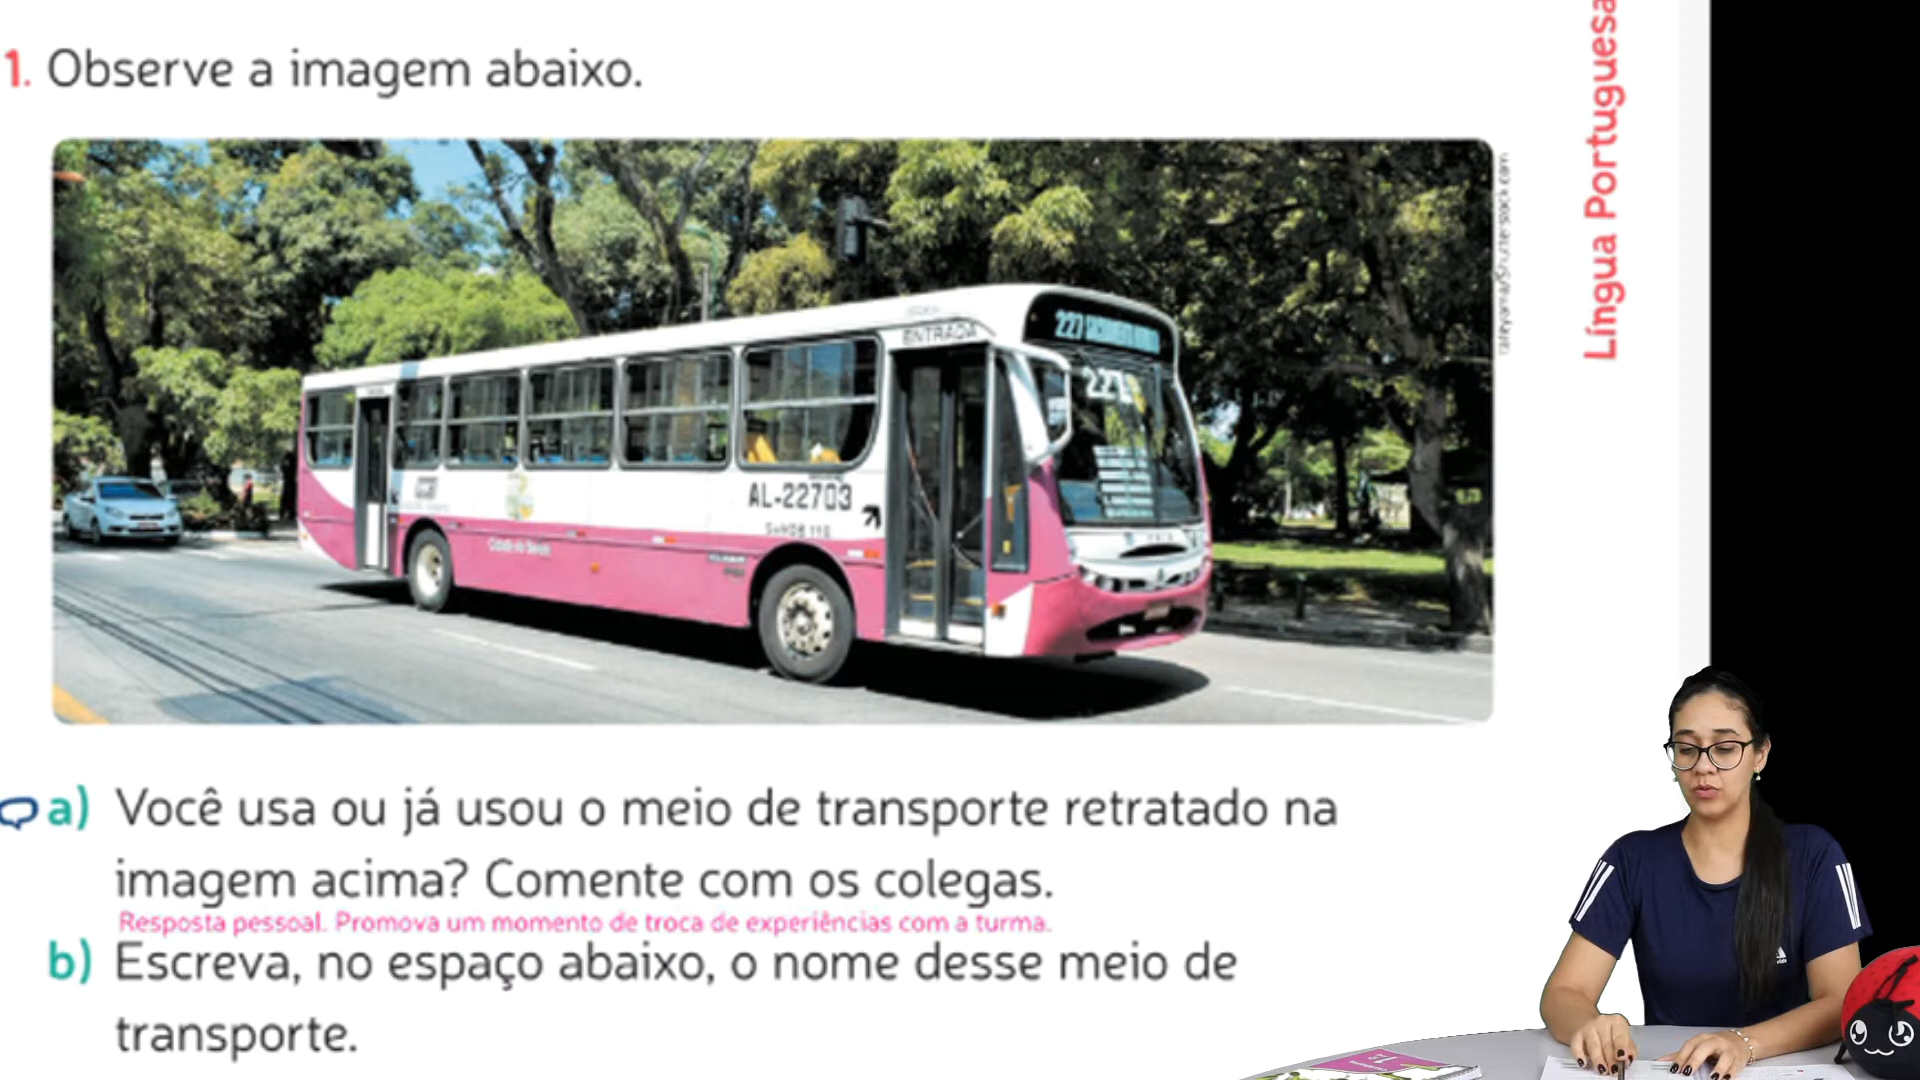 1. Observe a imagem abaixo.
Língua Portuguesa
ENTRADA
227
227
AL-22703
a) Você usa ou já usou o meio de transporte retratado na
imagem acima? Comente com os colegas.
Resposta pessoal. Promova um momento de troca de experiências com a turma.
b) Escreva, no espaço abaixo, o nome desse meio de
transporte.